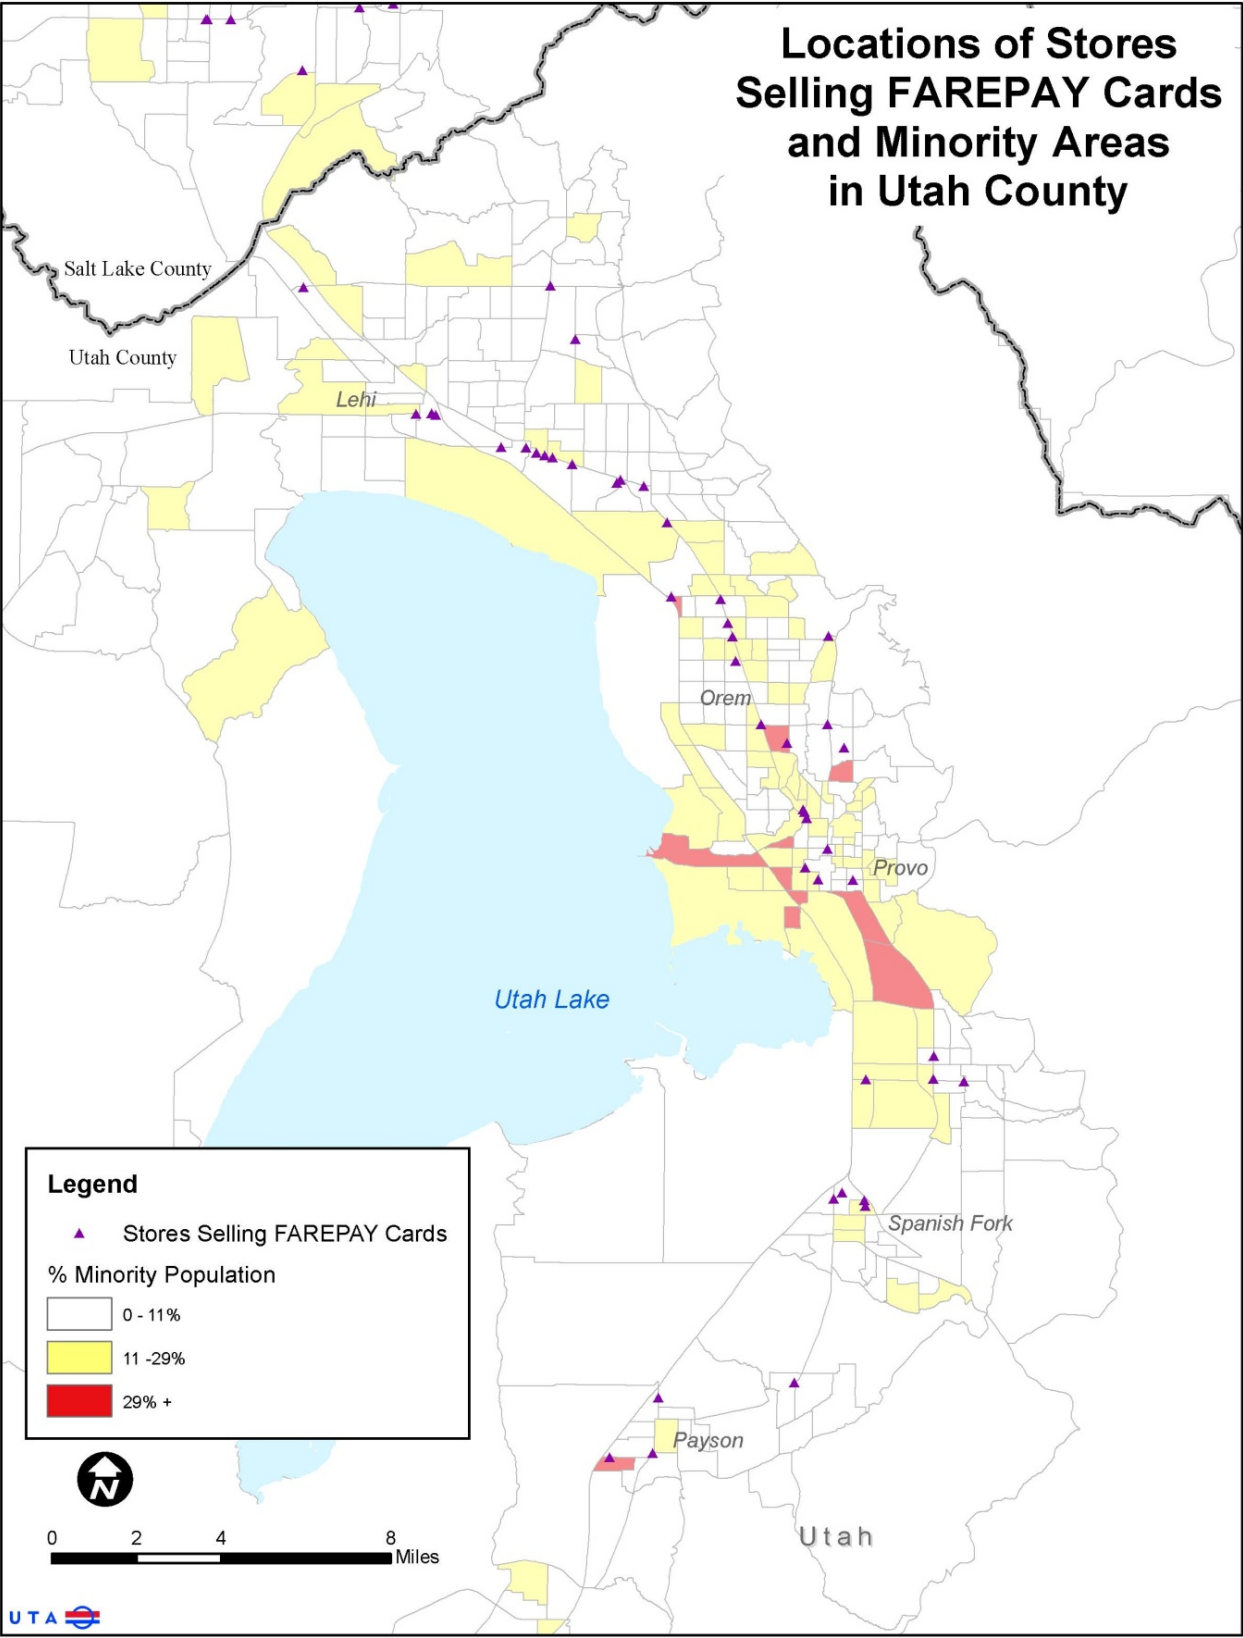 Locations of Stores
Selling FAREPAY Cards
and Minority Areas
in Utah County
Salt Lake County
Utah County
Lehi
Orem
Provo
Utah Lake
Spanish Fork
Payson
Utah
Legend
Stores Selling FAREPAY Cards
% Minority Population
0 - 11%
11 -29%
29% +
N
0 2 4 8
Miles
UTA